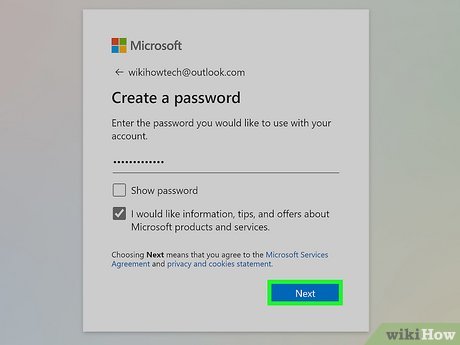 Microsoft
← wikihowtech@outlook.com
Create a password
Enter the password you would like to use with your
account.
•••••••••••••
Show password
I would like information, tips, and offers about
Microsoft products and services.
Choosing Next means that you agree to the Microsoft Services
Agreement and privacy and cookies statement.
Next
wikiHow